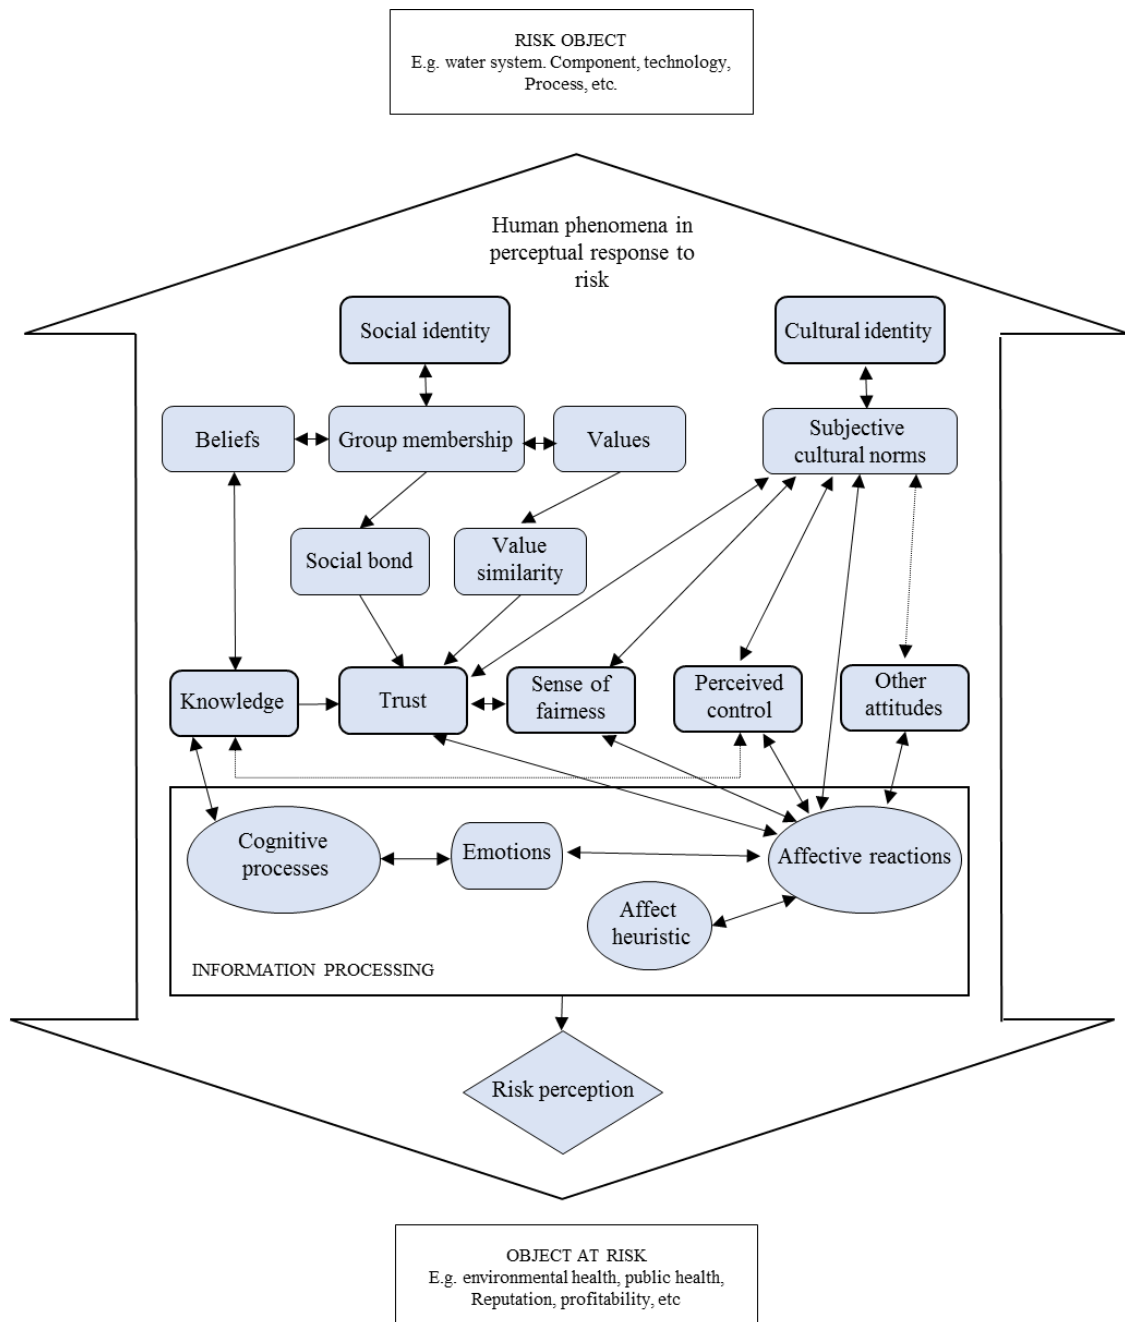 RISK OBJECT
E.g. water system. Component, technology,
Process, etc.
Human phenomena in
perceptual response to
risk
Social identity
Cultural identity
Beliefs
Group membership
Values
Subjective
cultural norms
Social bond
Value
similarity
Knowledge
Trust
Sense of
fairness
Perceived
control
Other
attitudes
Cognitive
processes
Emotions
Affective reactions
Affect
heuristic
INFORMATION PROCESSING
Risk perception
OBJECT AT RISK
E.g. environmental health, public health,
Reputation, profitability, etc